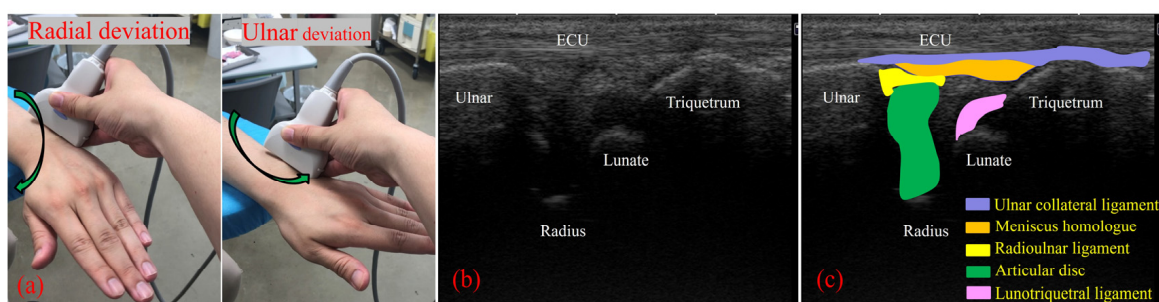 Radial deviation
(a)
Ulnar deviation
ECU
Ulnar
Triquetrum
Lunate
Radius
(b)
ECU
Ulnar
Triquetrum
Lunate
Radius
(c)
Ulnar collateral ligament
Meniscus homologue
Radioulnar ligament
Articular disc
Lunotriquetral ligament